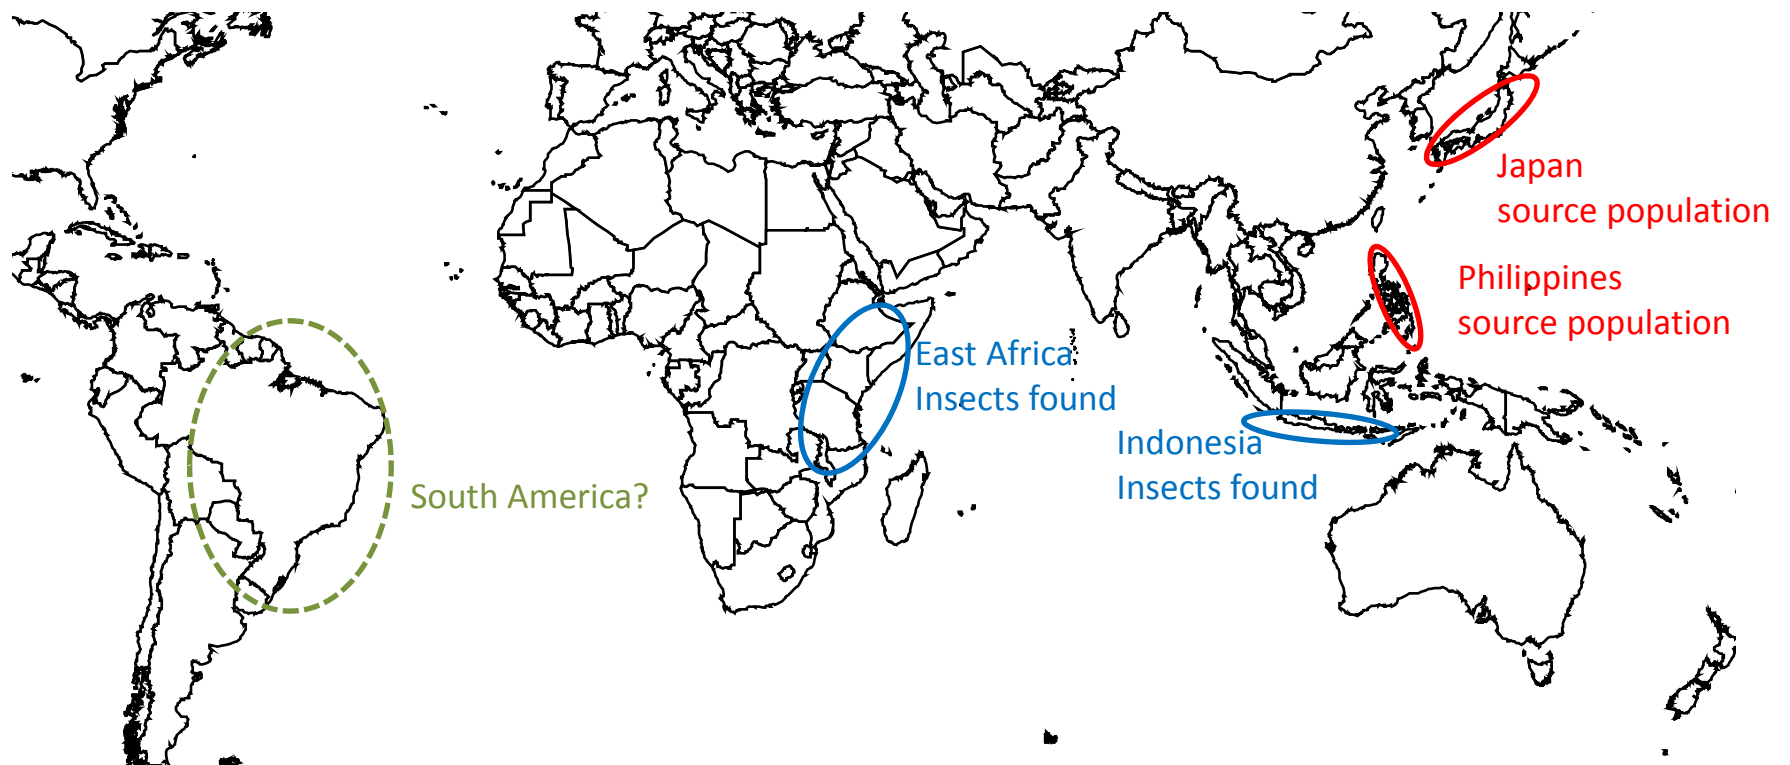 Japan
source population
Philippines
source population
East Africa
Insects found
Indonesia
Insects found
South America?